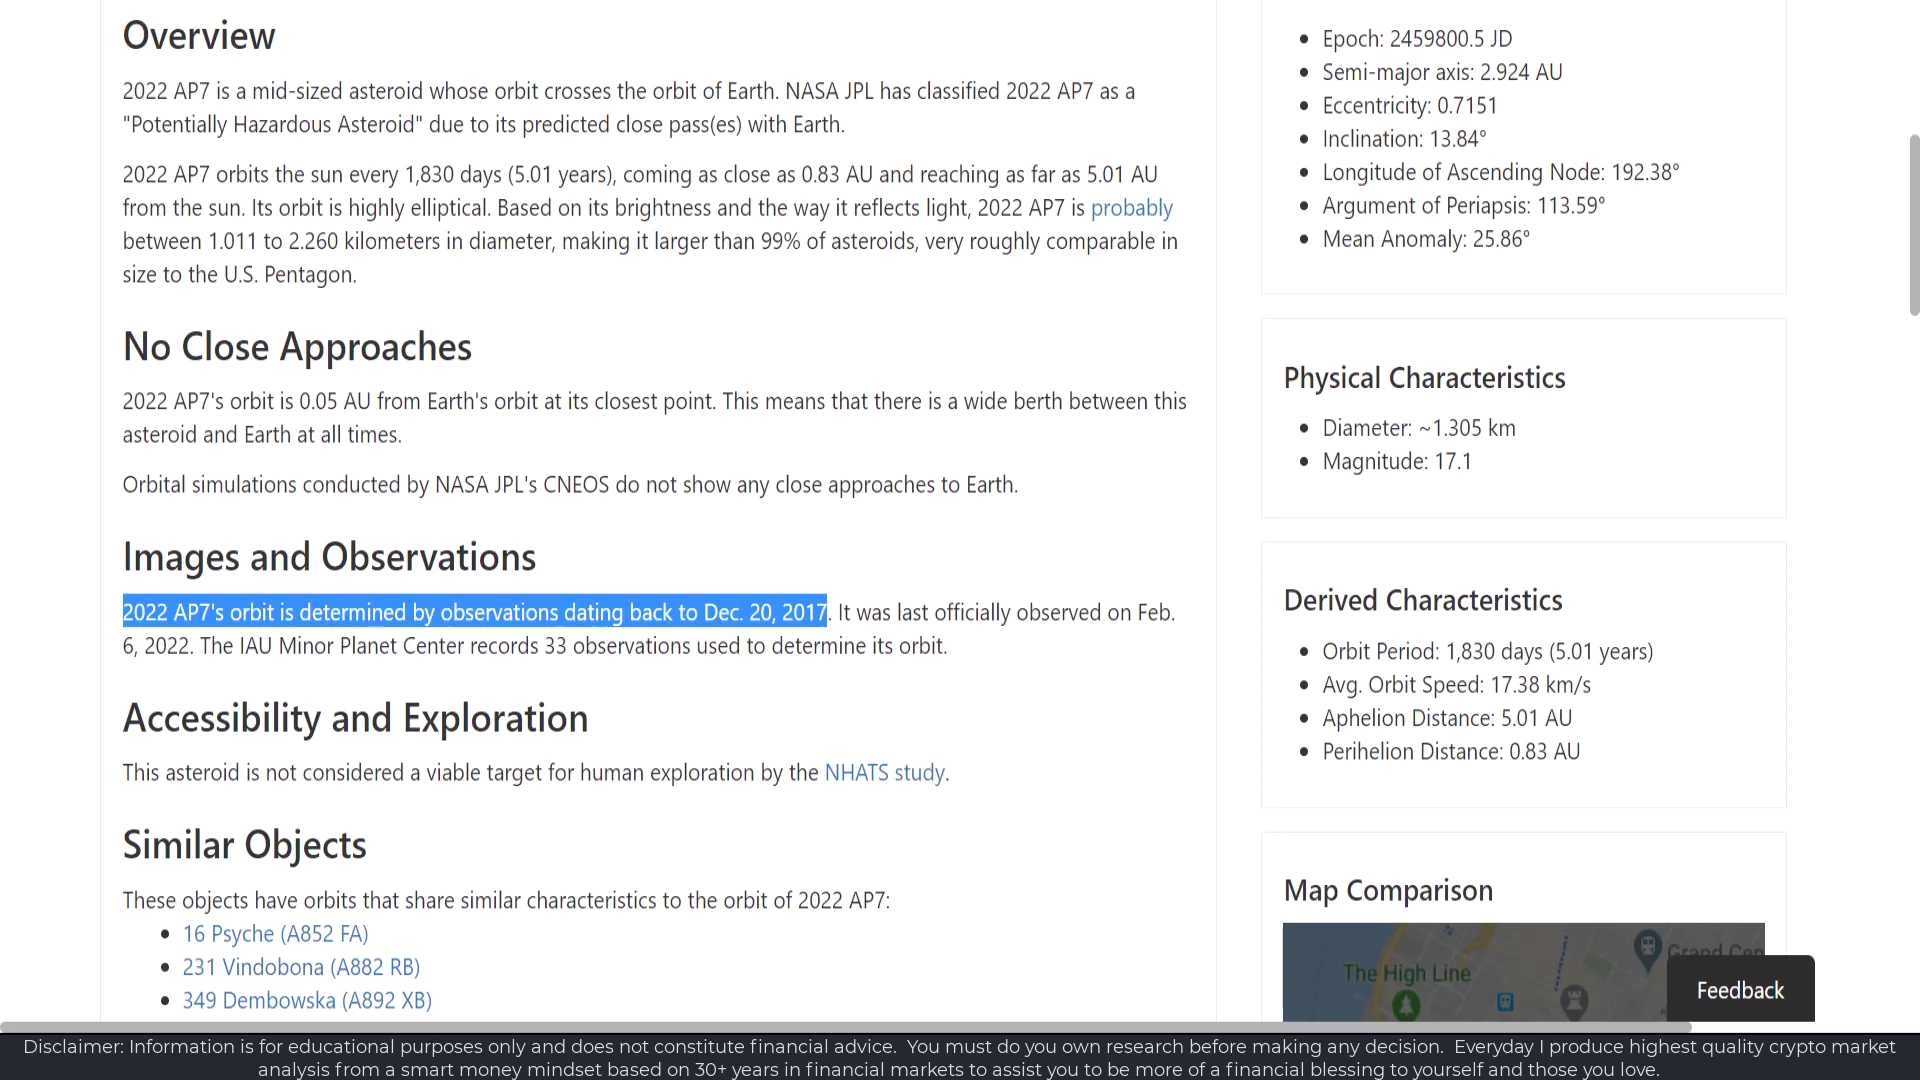 Overview
2022 AP7 is a mid-sized asteroid whose orbit crosses the orbit of Earth. NASA JPL has classified 2022 AP7 as a
"Potentially Hazardous Asteroid" due to its predicted close pass(es) with Earth.
2022 AP7 orbits the sun every 1,830 days (5.01 years), coming as close as 0.83 AU and reaching as far as 5.01 AU
from the sun. Its orbit is highly elliptical. Based on its brightness and the way it reflects light, 2022 AP7 is probably
between 1.011 to 2.260 kilometers in diameter, making it larger than 99% of asteroids, very roughly comparable in
size to the U.S. Pentagon.
No Close Approaches
2022 AP7's orbit is 0.05 AU from Earth's orbit at its closest point. This means that there is a wide berth between this
asteroid and Earth at all times.
Orbital simulations conducted by NASA JPL's CNEOS do not show any close approaches to Earth.
Images and Observations
2022 AP7's orbit is determined by observations dating back to Dec. 20, 2017. It was last officially observed on Feb.
6, 2022. The IAU Minor Planet Center records 33 observations used to determine its orbit.
Accessibility and Exploration
This asteroid is not considered a viable target for human exploration by the NHATS study.
Similar Objects
These objects have orbits that share similar characteristics to the orbit of 2022 AP7:
16 Psyche (A852 FA)
231 Vindobona (A882 RB)
349 Dembowska (A892 XB)
Epoch: 2459800.5 JD
Semi-major axis: 2.924 AU
Eccentricity: 0.7151
Inclination: 13.84°
Longitude of Ascending Node: 192.38°
Argument of Periapsis: 113.59°
Mean Anomaly: 25.86°
Physical Characteristics
Diameter: ~1.305 km
Magnitude: 17.1
Derived Characteristics
Orbit Period: 1,830 days (5.01 years)
Avg. Orbit Speed: 17.38 km/s
Aphelion Distance: 5.01 AU
Perihelion Distance: 0.83 AU
Map Comparison
The High Line
Feedback
Disclaimer: Information is for educational purposes only and does not constitute financial advice. You must do you own research before making any decision. Everyday I produce highest quality crypto market
analysis from a smart money mindset based on 30+ years in financial markets to assist you to be more of a financial blessing to yourself and those you love.